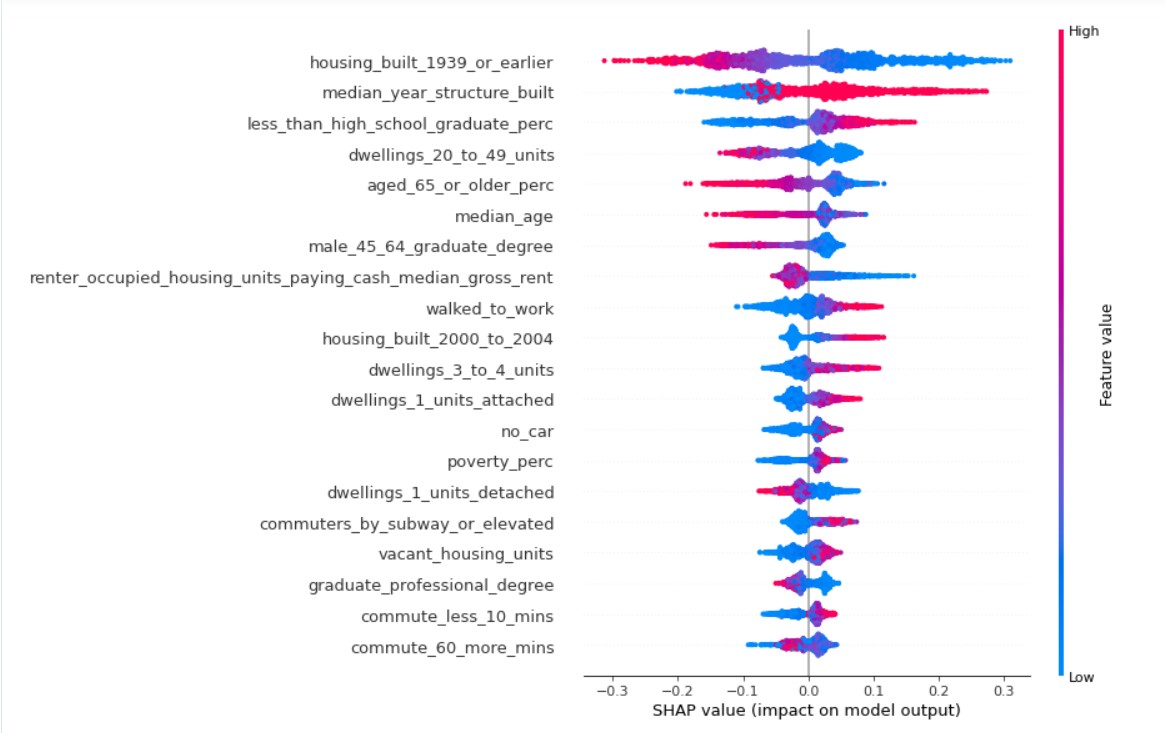 High
housing_built_1939_or_earlier
median_year_structure_built
less_than_high_school_graduate_perc
dwellings_20_to_49_units
aged_65_or_older_perc
median_age
male_45_64_graduate_degree
renter_occupied_housing_units_paying_cash_median_gross_rent
walked_to_work
housing_built_2000_to_2004
dwellings_3_to_4_units
dwellings_1_units_attached
no_car
poverty_perc
dwellings_1_units_detached
commuters_by_subway_or_elevated
vacant_housing_units
graduate_professional_degree
commute_less_10_mins
commute_60_more_mins
Feature value
Low
−0.3 −0.2 −0.1 0.0 0.1 0.2 0.3
SHAP value (impact on model output)